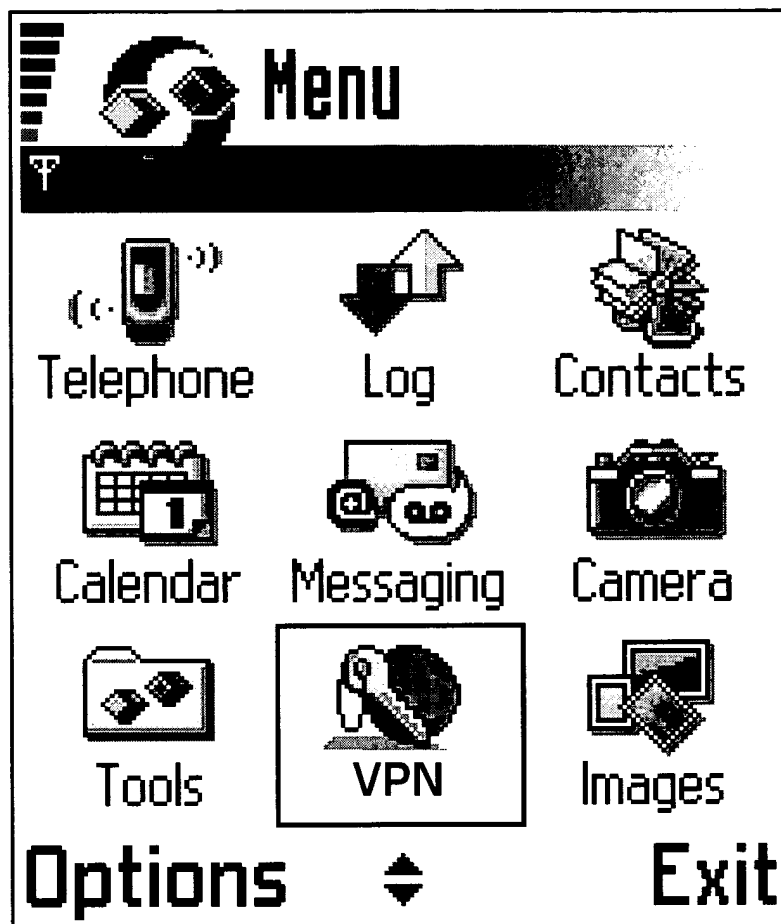 Menu
Telephone Log Contacts
Calendar Messaging Camera
Tools VPN Images
Options Exit